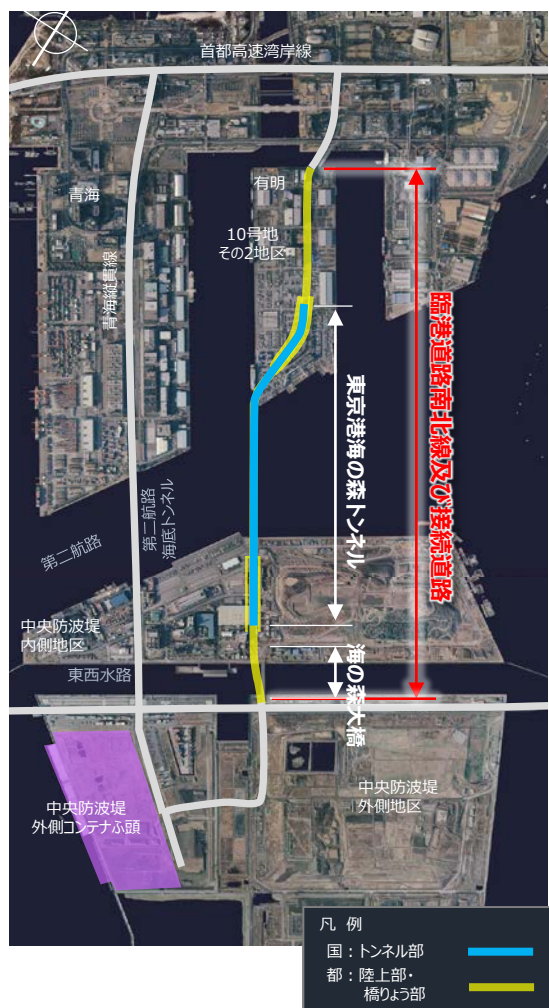 首都高速湾岸線
青海
有明
10号地
その2地区
青海縦貫線
臨港道路南北線及び接続道路
東京港海の森トンネル
第二航路
第二航路
海底トンネル
中央防波堤
内側地区
海の森大橋
東西水路
中央防波堤
外側コンテナふ頭
中央防波堤
外側地区
凡 例
国：トンネル部
都：陸上部・
橋りょう部